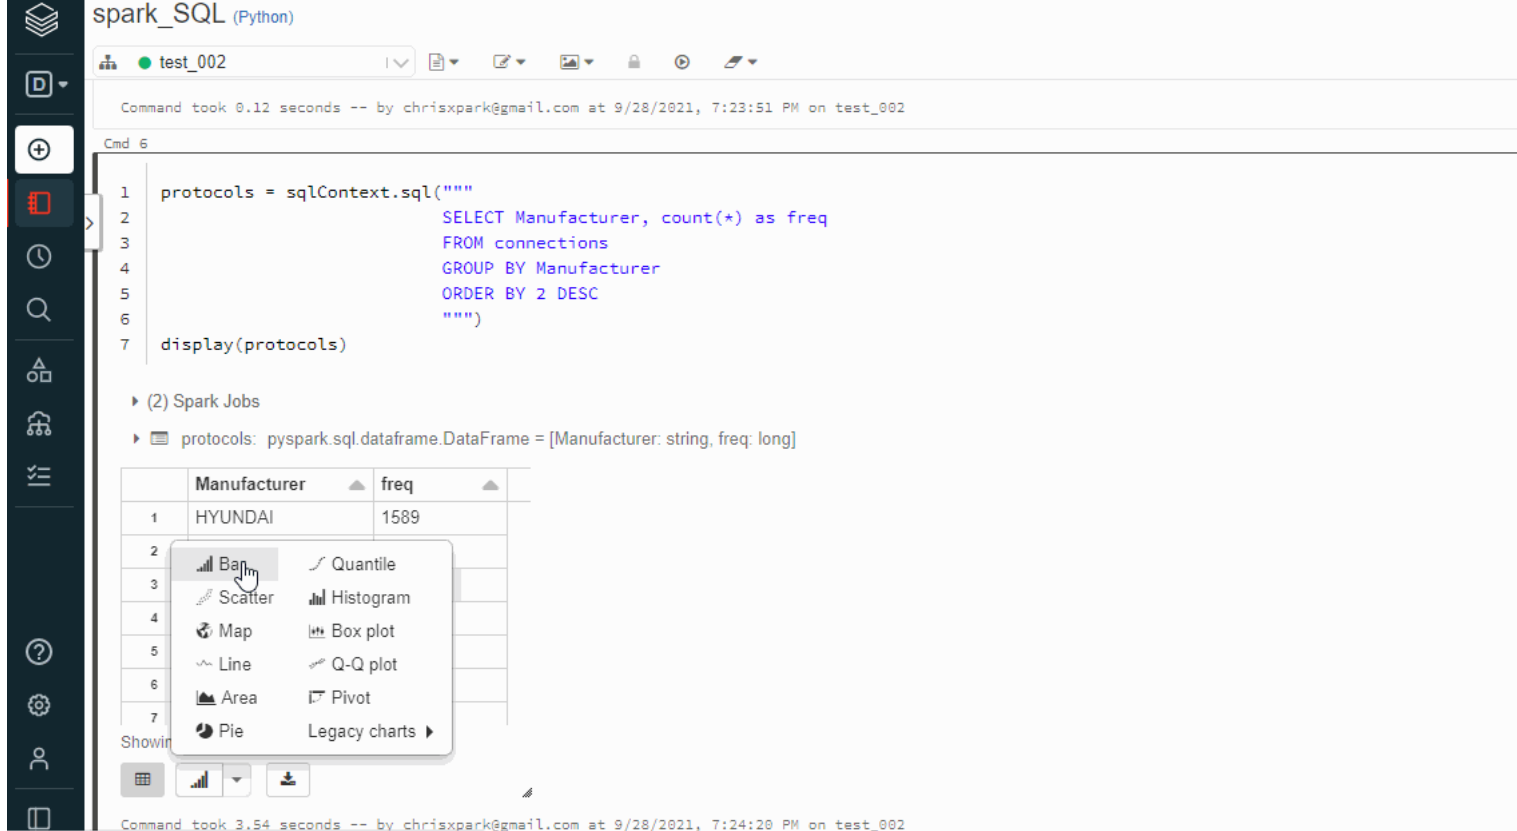 spark_SQL (Python)
D
test_002
Command took 0.12 seconds -- by chrisxpark@gmail.com at 9/28/2021, 7:23:51 PM on test_002
Cmd 6
1 protocols = sqlContext.sql("""
2 SELECT Manufacturer, count(*) as freq
3 FROM connections
4 GROUP BY Manufacturer
5 ORDER BY 2 DESC
6 """)
7 display(protocols)
(2) Spark Jobs
protocols: pyspark.sql.dataframe.DataFrame = [Manufacturer: string, freq: long]
Manufacturer freq
1 HYUNDAI 1589
2
3
4
5
6
7
Bar Quantile
Scatter Histogram
Map Box plot
Line Q-Q plot
Area Pivot
Pie Legacy charts
Command took 3.54 seconds -- by chrisxpark@gmail.com at 9/28/2021, 7:24:20 PM on test_002